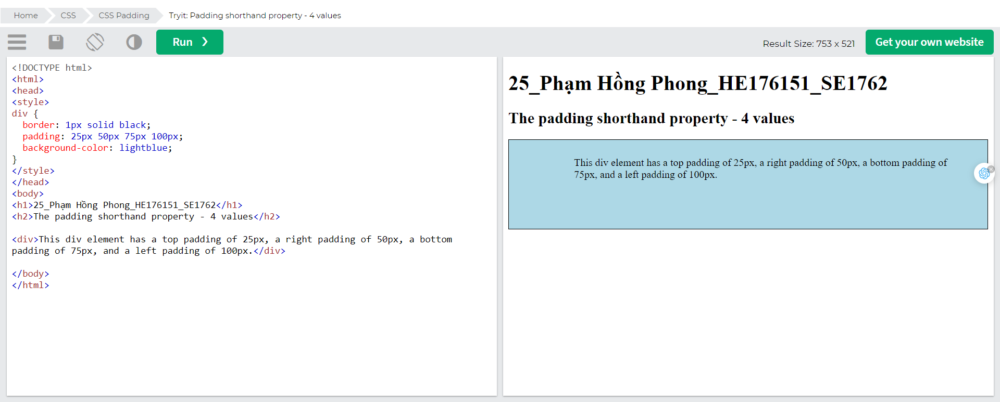 Home CSS CSS Padding Tryit: Padding shorthand property - 4 values
Run ❯ Result Size: 753 x 521 Get your own website
<!DOCTYPE html>
<html>
<head>
<style>
div {
  border: 1px solid black;
  padding: 25px 50px 75px 100px;
  background-color: lightblue;
}
</style>
</head>
<body>
<h1>25_Phạm Hồng Phong_HE176151_SE1762</h1>
<h2>The padding shorthand property - 4 values</h2>

<div>This div element has a top padding of 25px, a right padding of 50px, a bottom
padding of 75px, and a left padding of 100px.</div>

</body>
</html>
25_Phạm Hồng Phong_HE176151_SE1762
The padding shorthand property - 4 values
This div element has a top padding of 25px, a right padding of 50px, a bottom padding of
75px, and a left padding of 100px.